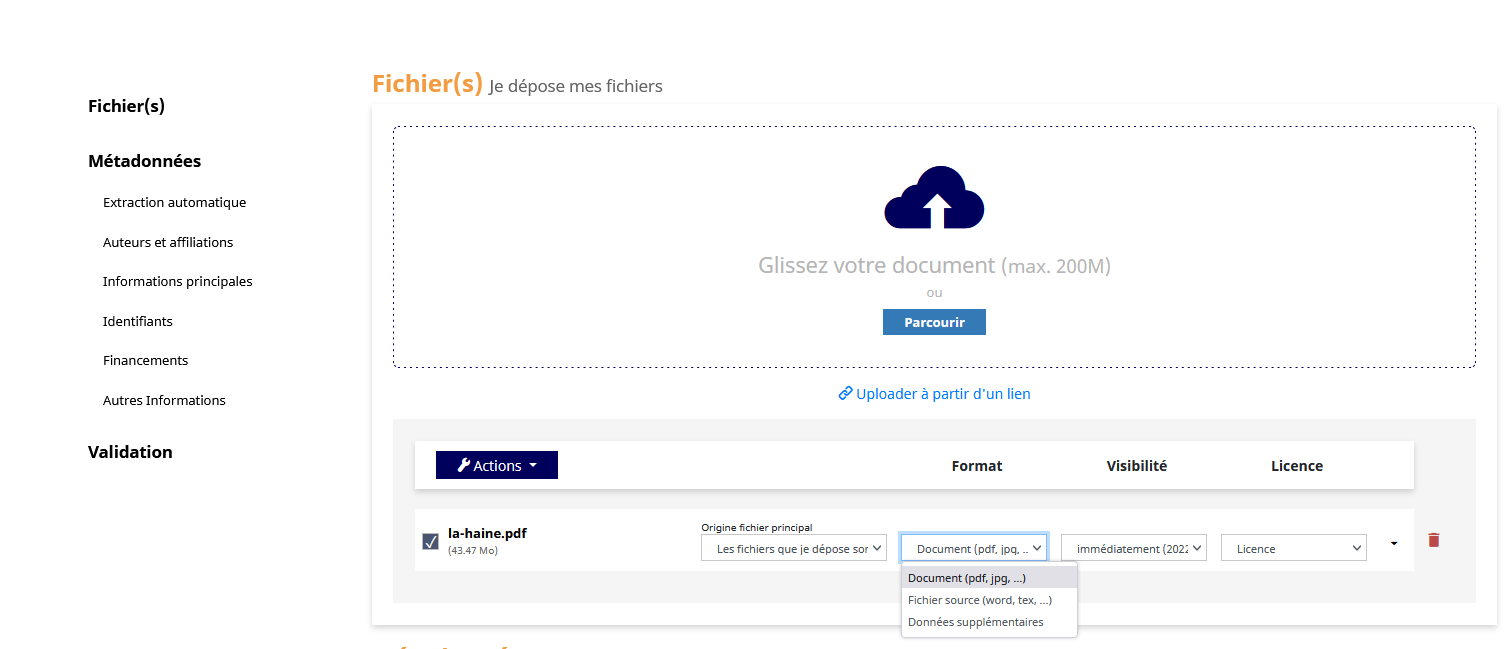 Fichier(s)
Métadonnées
Extraction automatique
Auteurs et affiliations
Informations principales
Identifiants
Financements
Autres Informations
Validation
Fichier(s) Je dépose mes fichiers
Glissez votre document (max. 200M)
ou
Parcourir
Uploader à partir d'un lien
Actions Format Visibilité Licence
la-haine.pdf
(43.47 Mo)
Origine fichier principal
Les fichiers que je dépose sor Document (pdf, jpg, .. immédiatement (202 Licence
Document (pdf, jpg, ...)
Fichier source (word, tex, ...)
Données supplémentaires